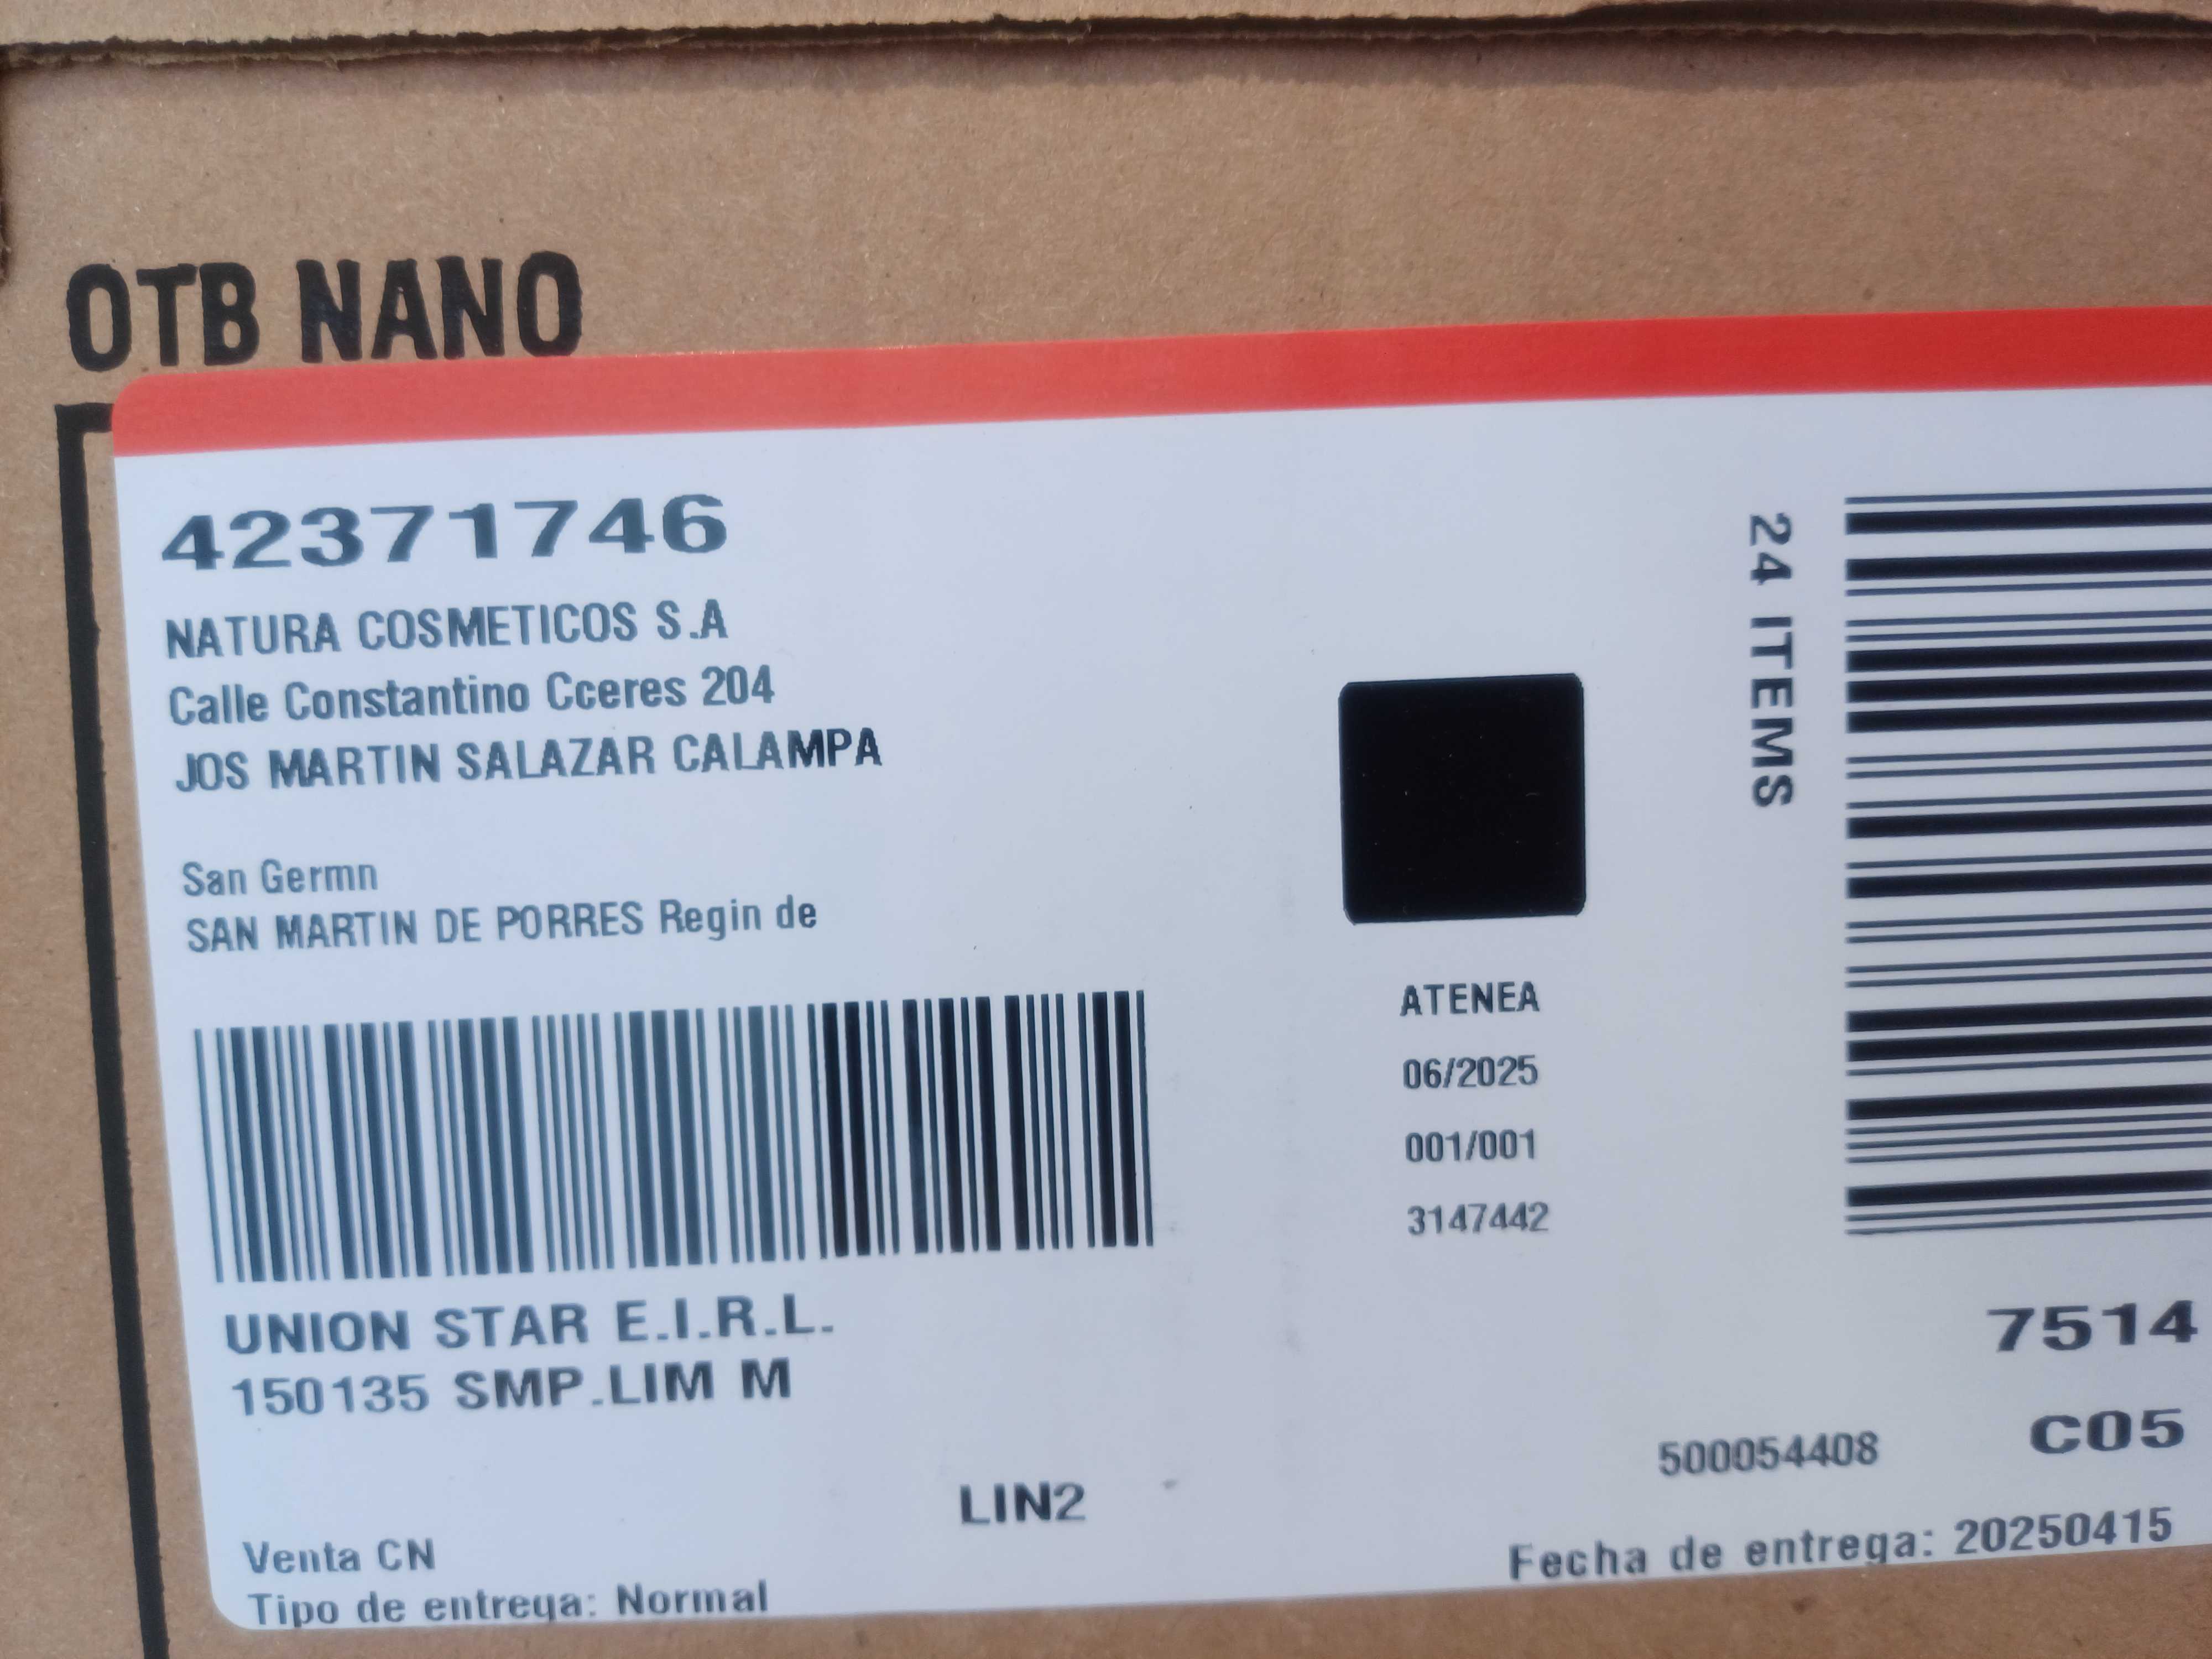 OTB NANO
42371746
NATURA COSMETICOS S.A
Calle Constantino Cceres 204
JOS MARTIN SALAZAR CALAMPA
San Germn
SAN MARTIN DE PORRES Regin de
24 ITEMS
ATENEA
06/2025
001/001
3147442
UNION STAR E.I.R.L.
150135 SMP.LIM M
7514
C05
500054408
LIN2
Venta CN
Tipo de entrega: Normal
Fecha de entrega: 20250415